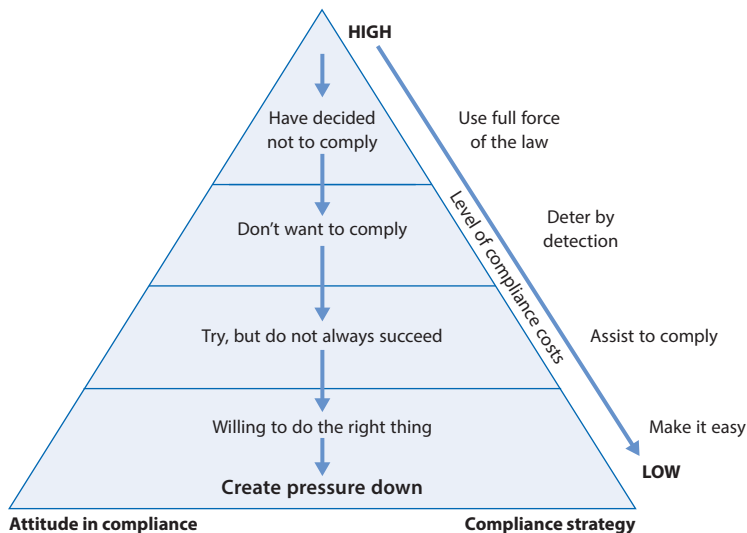 HIGH
Have decided
not to comply
Use full force
of the law
Don't want to comply
Deter by
detection
Level of compliance costs
Try, but do not always succeed
Assist to comply
Willing to do the right thing
Make it easy
LOW
Create pressure down
Attitude in compliance
Compliance strategy